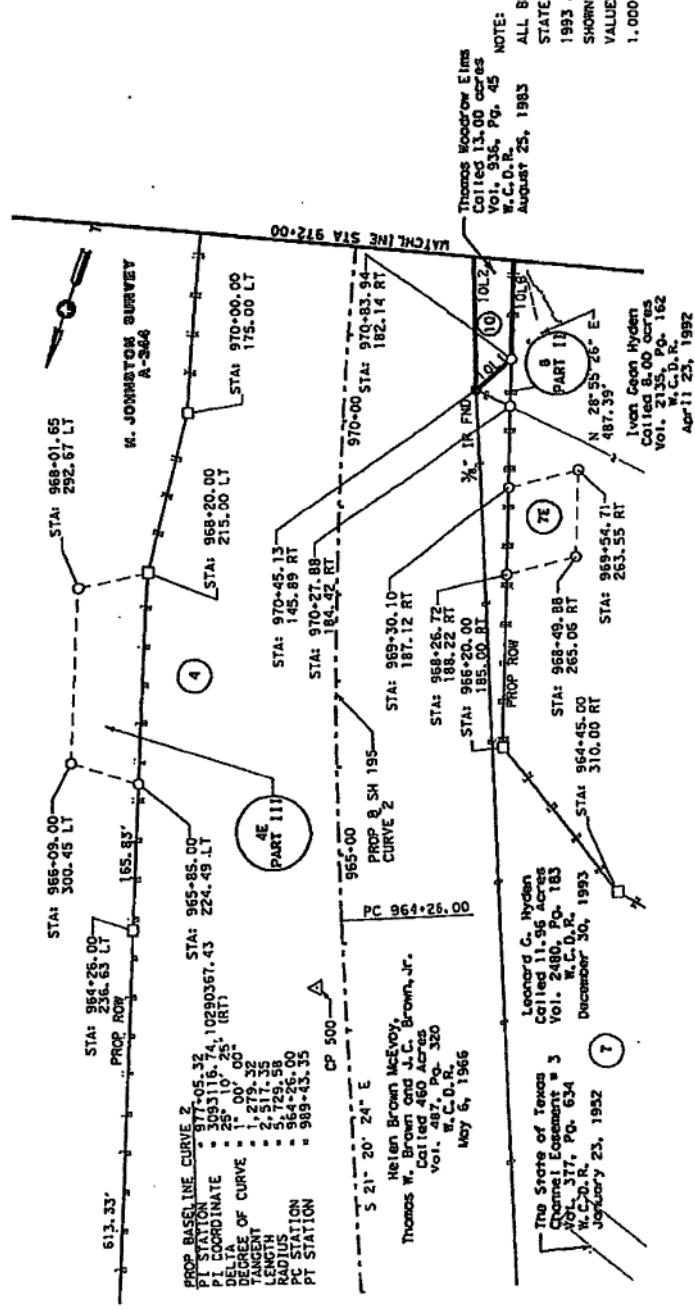 STA: 966+09.00
300.45 LT
STA: 968+01.65
292.67 LT
W. JOHNSTON SURVEY
A-344
STA: 964+26.00
236.63 LT
PROP ROW
613.33'
165.83'
STA: 965+85.00
224.49 LT
4E
PART III
4
STA: 968+20.00
215.00 LT
STA: 970+00.00
175.00 LT
MATCHLINE STA 972+00
PROP BASELINE CURVE 2
PI STATION = 977+05.32
PI COORDINATE = 3093116.74, 10290367.43
DELTA = 25° 10' 25" (RT)
DEGREE OF CURVE = 1° 00' 00"
TANGENT = 1,279.32
LENGTH = 2,517.35
RADIUS = 5,729.58
PC STATION = 964+26.00
PT STATION = 989+43.35
CP 500
S 21° 20' 24" E
PC 964+26.00
965+00
PROP B SH 195
CURVE 2
970+00
Helen Brown McEvoy,
Thomas W. Brown and J.C. Brown, Jr.
Called 460 Acres
Vol. 487, Pg. 320
W.C.D.R.
May 6, 1966
STA: 970+45.13
145.89 RT
STA: 970+27.88
184.42 RT
STA: 970+83.94
182.14 RT
STA: 969+30.10
187.12 RT
STA: 968+26.72
188.22 RT
STA: 966+20.00
185.00 RT
PROP ROW
3/8" IR FND
10L1
10L2
10
10L8
8
PART II
7E
STA: 968+49.88
265.06 RT
STA: 969+54.71
263.55 RT
STA: 964+45.00
310.00 RT
N 28°55'26" E
487.39'
Thomas Woodrow Elms
Called 13.00 acres
Vol. 936, Pg. 45
W.C.D.R.
August 25, 1983
Ivan Gean Hyden
Called 8.00 acres
Vol. 2135, Pg. 162
W.C.D.R.
April 23, 1992
Leonard C. Hyden
Called 11.96 Acres
Vol. 2480, Pg. 183
W.C.D.R.
December 30, 1993
7
The State of Texas
Channel Easement # 3
Vol. 377, Pg. 634
W.C.D.R.
January 23, 1952
NOTE:
ALL B
STATE
1993
SHOWN
VALUE
1.000